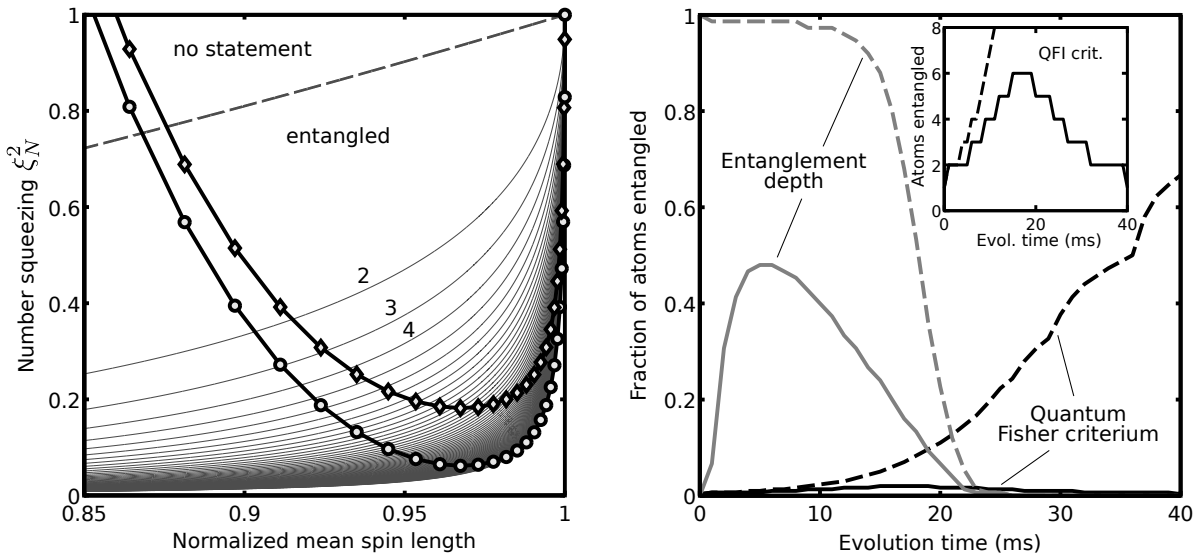 1
0.8
0.6
0.4
0.2
0
0.85
0.9
0.95
1
Number squeezing ξ²_N
Normalized mean spin length
no statement
entangled
2
3
4
1
0.8
0.6
0.4
0.2
0
0
10
20
30
40
Fraction of atoms entangled
Evolution time (ms)
Entanglement
depth
Quantum
Fisher criterium
8
6
4
2
0
0
20
40
Atoms entangled
Evol. time (ms)
QFI crit.